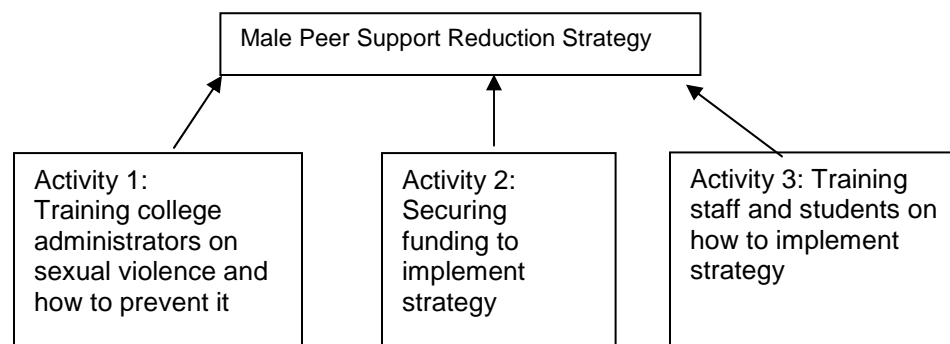 Male Peer Support Reduction Strategy
Activity 1:
Training college
administrators on
sexual violence and
how to prevent it
Activity 2:
Securing
funding to
implement
strategy
Activity 3: Training
staff and students on
how to implement
strategy